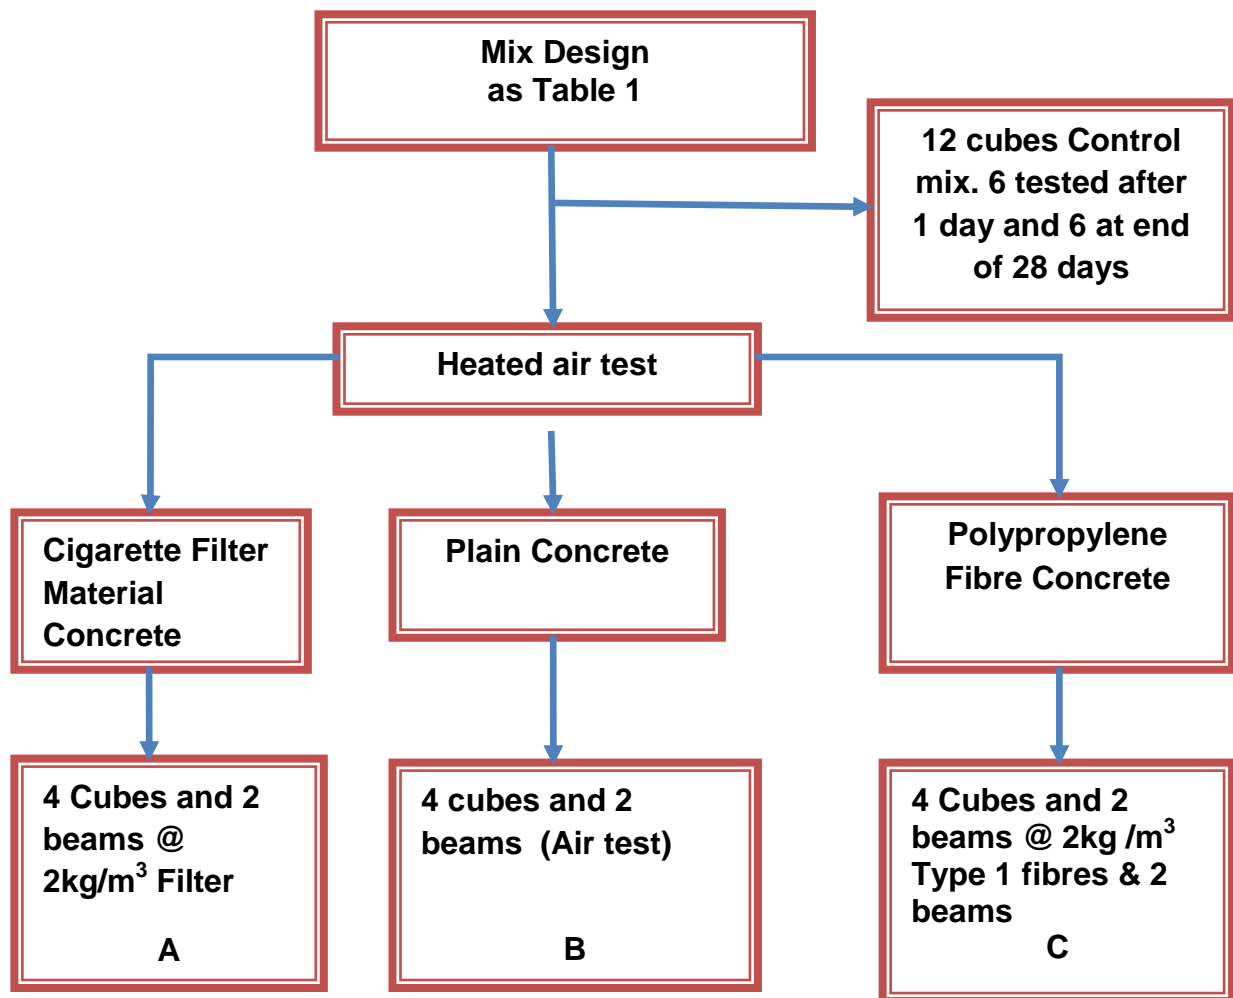 Mix Design
as Table 1
12 cubes Control
mix. 6 tested after
1 day and 6 at end
of 28 days
Heated air test
Cigarette Filter
Material
Concrete
Plain Concrete
Polypropylene
Fibre Concrete
4 Cubes and 2
beams @
2kg/m³ Filter
A
4 cubes and 2
beams (Air test)
B
4 Cubes and 2
beams @ 2kg /m³
Type 1 fibres & 2
beams
C